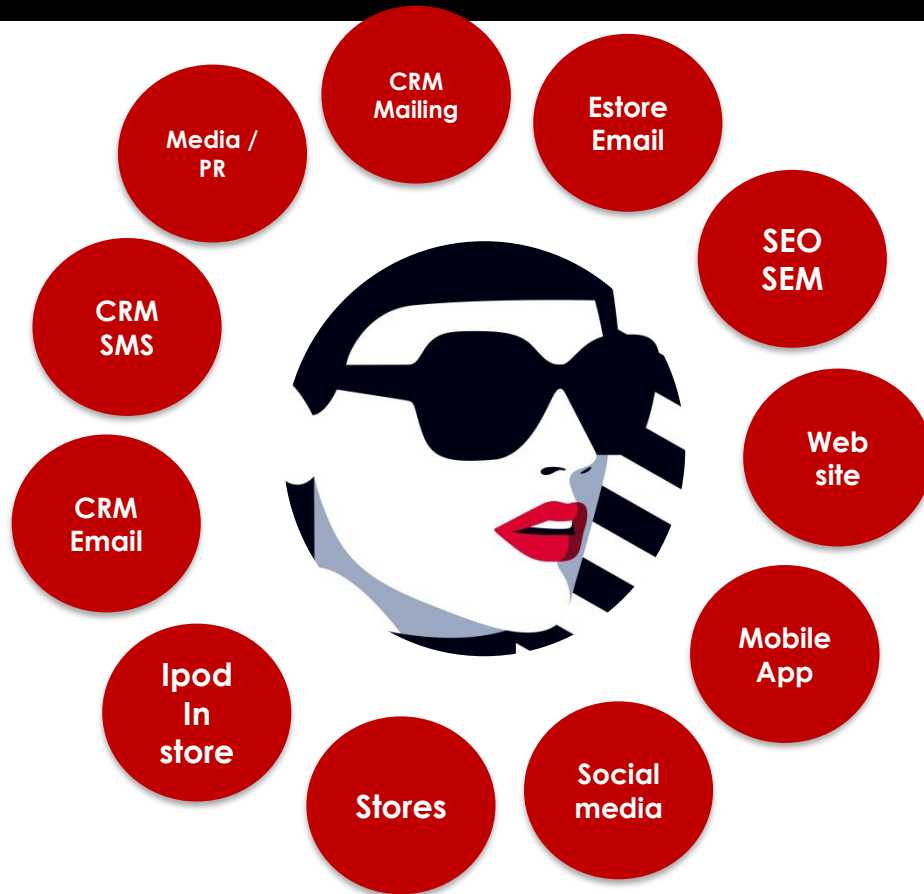 CRM
Mailing
Estore
Email
SEO
SEM
Web
site
Mobile
App
Social
media
Stores
Ipod
In
store
CRM
Email
CRM
SMS
Media /
PR